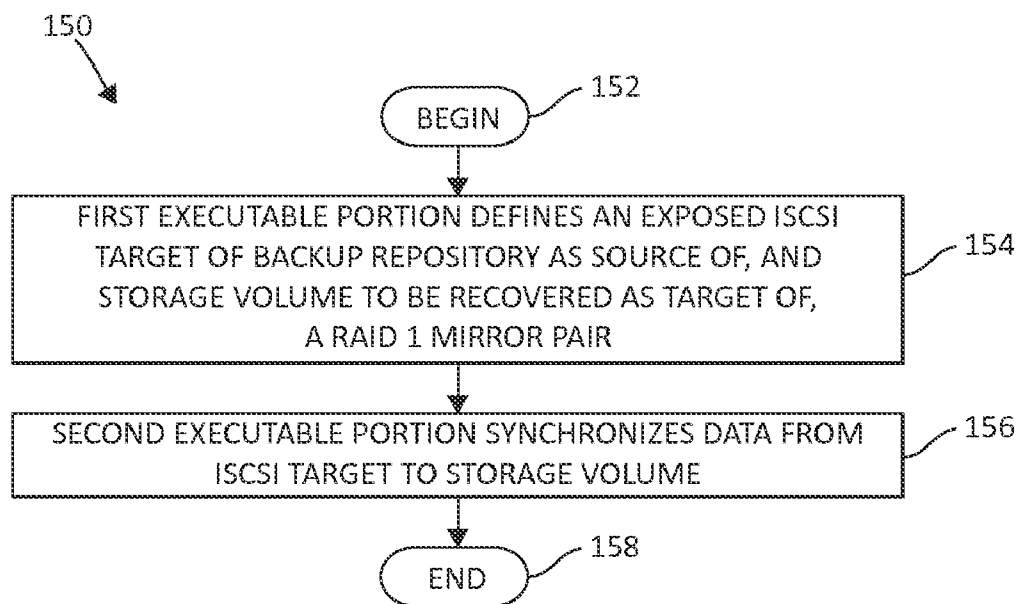 150
BEGIN
152
FIRST EXECUTABLE PORTION DEFINES AN EXPOSED ISCSI
TARGET OF BACKUP REPOSITORY AS SOURCE OF, AND
STORAGE VOLUME TO BE RECOVERED AS TARGET OF,
A RAID 1 MIRROR PAIR
154
SECOND EXECUTABLE PORTION SYNCHRONIZES DATA FROM
ISCSI TARGET TO STORAGE VOLUME
156
END
158